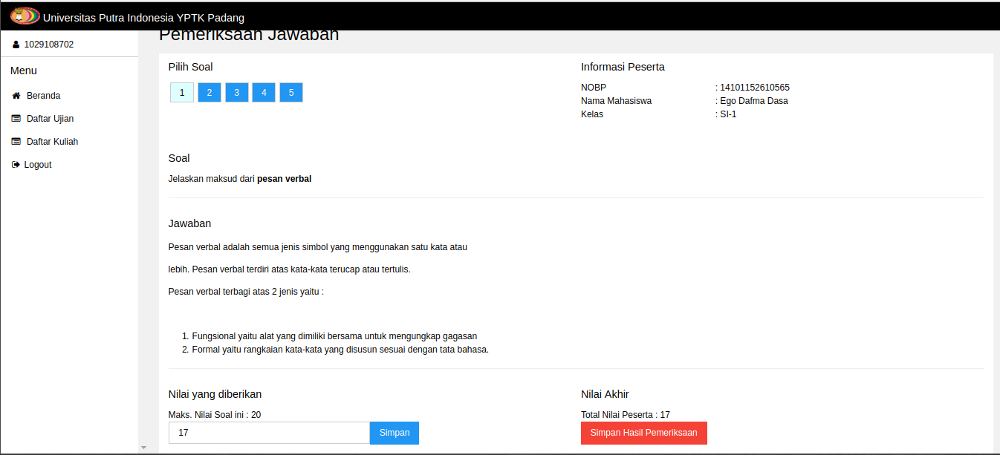 Universitas Putra Indonesia YPTK Padang
1029108702
Menu
Beranda
Daftar Ujian
Daftar Kuliah
Logout
Pemeriksaan Jawaban
Pilih Soal
1 2 3 4 5
Informasi Peserta
NOBP : 14101152610565
Nama Mahasiswa : Ego Dafma Dasa
Kelas : SI-1
Soal
Jelaskan maksud dari pesan verbal
Jawaban
Pesan verbal adalah semua jenis simbol yang menggunakan satu kata atau
lebih. Pesan verbal terdiri atas kata-kata terucap atau tertulis.
Pesan verbal terbagi atas 2 jenis yaitu :
1. Fungsional yaitu alat yang dimiliki bersama untuk mengungkap gagasan
2. Formal yaitu rangkaian kata-kata yang disusun sesuai dengan tata bahasa.
Nilai yang diberikan
Maks. Nilai Soal ini : 20
17 Simpan
Nilai Akhir
Total Nilai Peserta : 17
Simpan Hasil Pemeriksaan